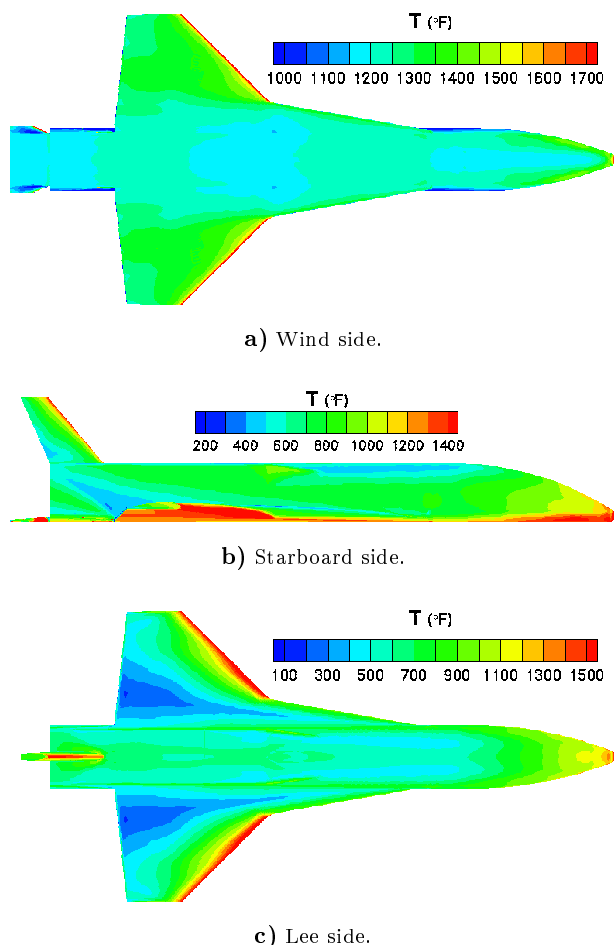 T (°F)
1000 1100 1200 1300 1400 1500 1600 1700
a) Wind side.
T (°F)
200 400 600 800 1000 1200 1400
b) Starboard side.
T (°F)
100 300 500 700 900 1100 1300 1500
c) Lee side.